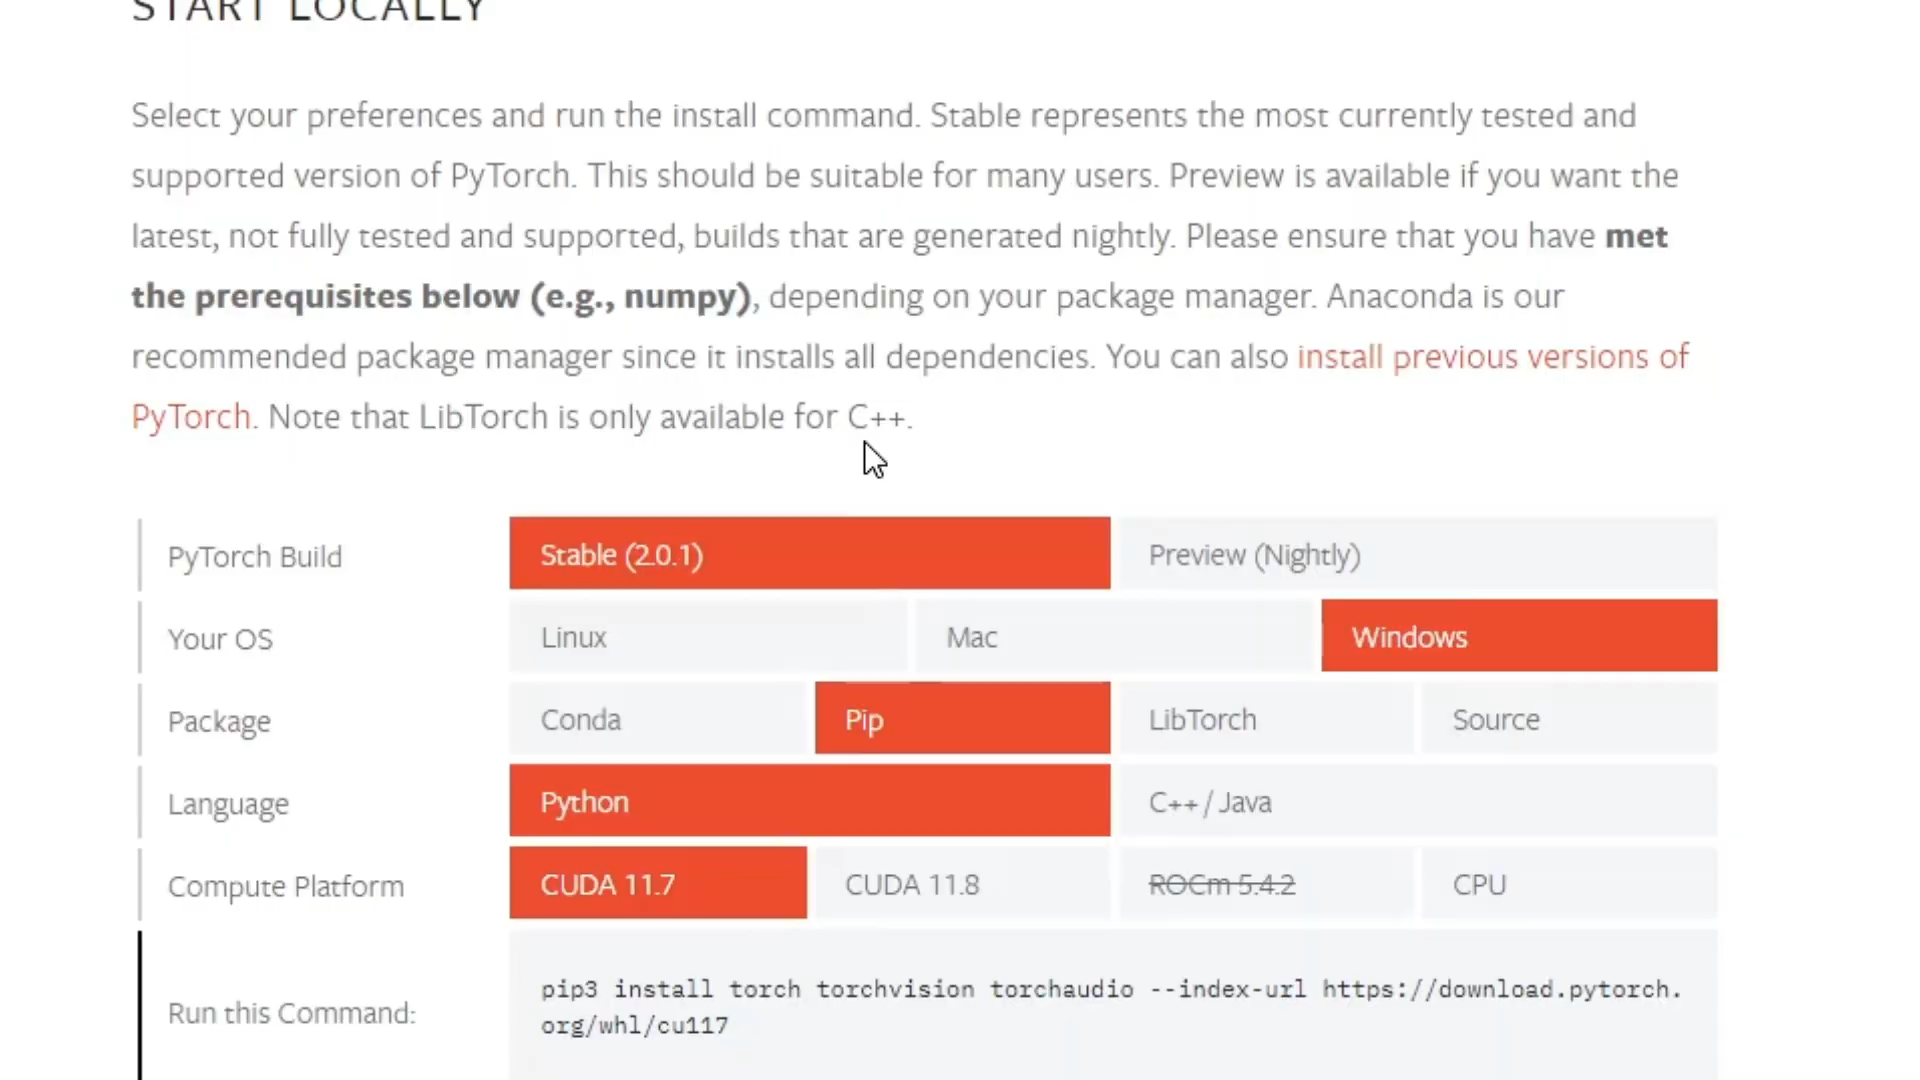 START LOCALLY
Select your preferences and run the install command. Stable represents the most currently tested and
supported version of PyTorch. This should be suitable for many users. Preview is available if you want the
latest, not fully tested and supported, builds that are generated nightly. Please ensure that you have met
the prerequisites below (e.g., numpy), depending on your package manager. Anaconda is our
recommended package manager since it installs all dependencies. You can also install previous versions of
PyTorch. Note that LibTorch is only available for C++.
PyTorch Build Stable (2.0.1) Preview (Nightly)
Your OS Linux Mac Windows
Package Conda Pip LibTorch Source
Language Python C++ / Java
Compute Platform CUDA 11.7 CUDA 11.8 ROCm 5.4.2 CPU
Run this Command: pip3 install torch torchvision torchaudio --index-url https://download.pytorch.
org/whl/cu117